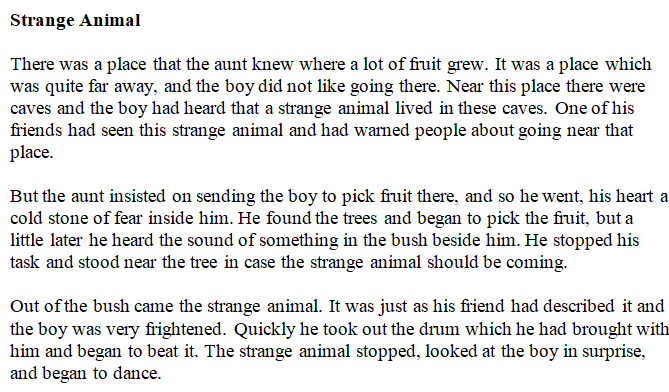 Strange Animal
There was a place that the aunt knew where a lot of fruit grew. It was a place which
was quite far away, and the boy did not like going there. Near this place there were
caves and the boy had heard that a strange animal lived in these caves. One of his
friends had seen this strange animal and had warned people about going near that
place.
But the aunt insisted on sending the boy to pick fruit there, and so he went, his heart a
cold stone of fear inside him. He found the trees and began to pick the fruit, but a
little later he heard the sound of something in the bush beside him. He stopped his
task and stood near the tree in case the strange animal should be coming.
Out of the bush came the strange animal. It was just as his friend had described it and
the boy was very frightened. Quickly he took out the drum which he had brought with
him and began to beat it. The strange animal stopped, looked at the boy in surprise,
and began to dance.